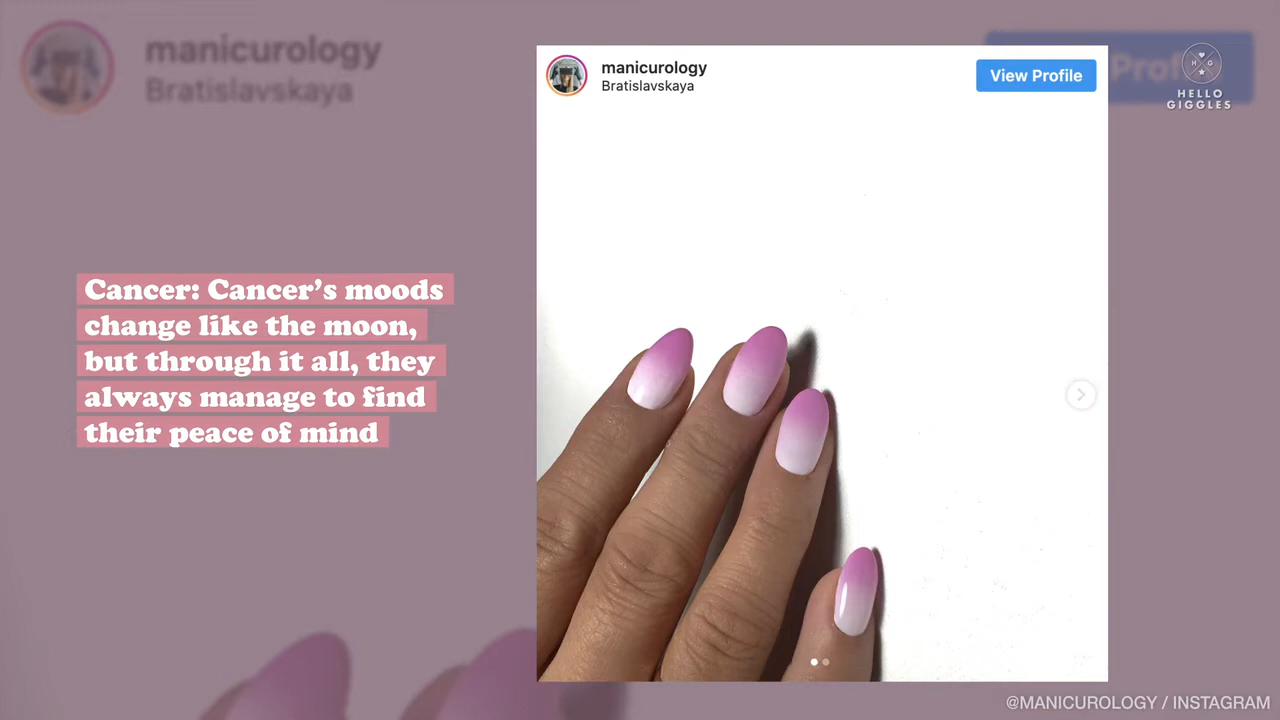 manicurology
Bratislavskaya
manicurology
Bratislavskaya
View Profile
Profile
H G
HELLO
GIGGLES
Cancer: Cancer’s moods
change like the moon,
but through it all, they
always manage to find
their peace of mind
@MANICUROLOGY / INSTAGRAM